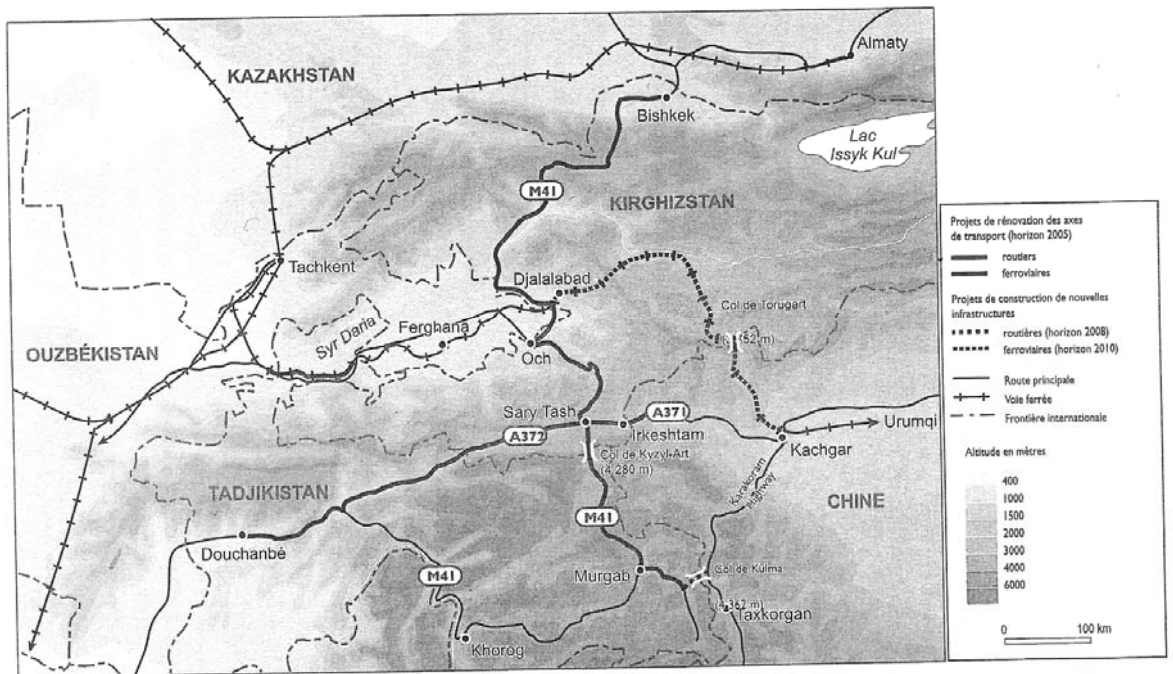 Almaty
KAZAKHSTAN
Bishkek
Lac
Issyk Kul
M41
KIRGHIZSTAN
Tachkent
Djalalabad
Col de Torugart
Syr Daria
Ferghana
OUZBÉKISTAN
Och
Sary Tash
A371
Urumqi
A372
Irkeshtam
Kachgar
Col de Kyzyl-Art
(4 280 m)
TADJIKISTAN
Karakoram
Highway
CHINE
M41
Douchanbé
M41
Murgab
Col de Kulma
(4 362 m)
Taxkorgan
Khorog
Projets de rénovation des axes
de transport (horizon 2005)
routiers
ferroviaires
Projets de construction de nouvelles
infrastructures
routières (horizon 2008)
ferroviaires (horizon 2010)
Route principale
Voie ferrée
Frontière internationale
Altitude en mètres
400
1000
1500
2000
3000
4000
6000
0 100 km